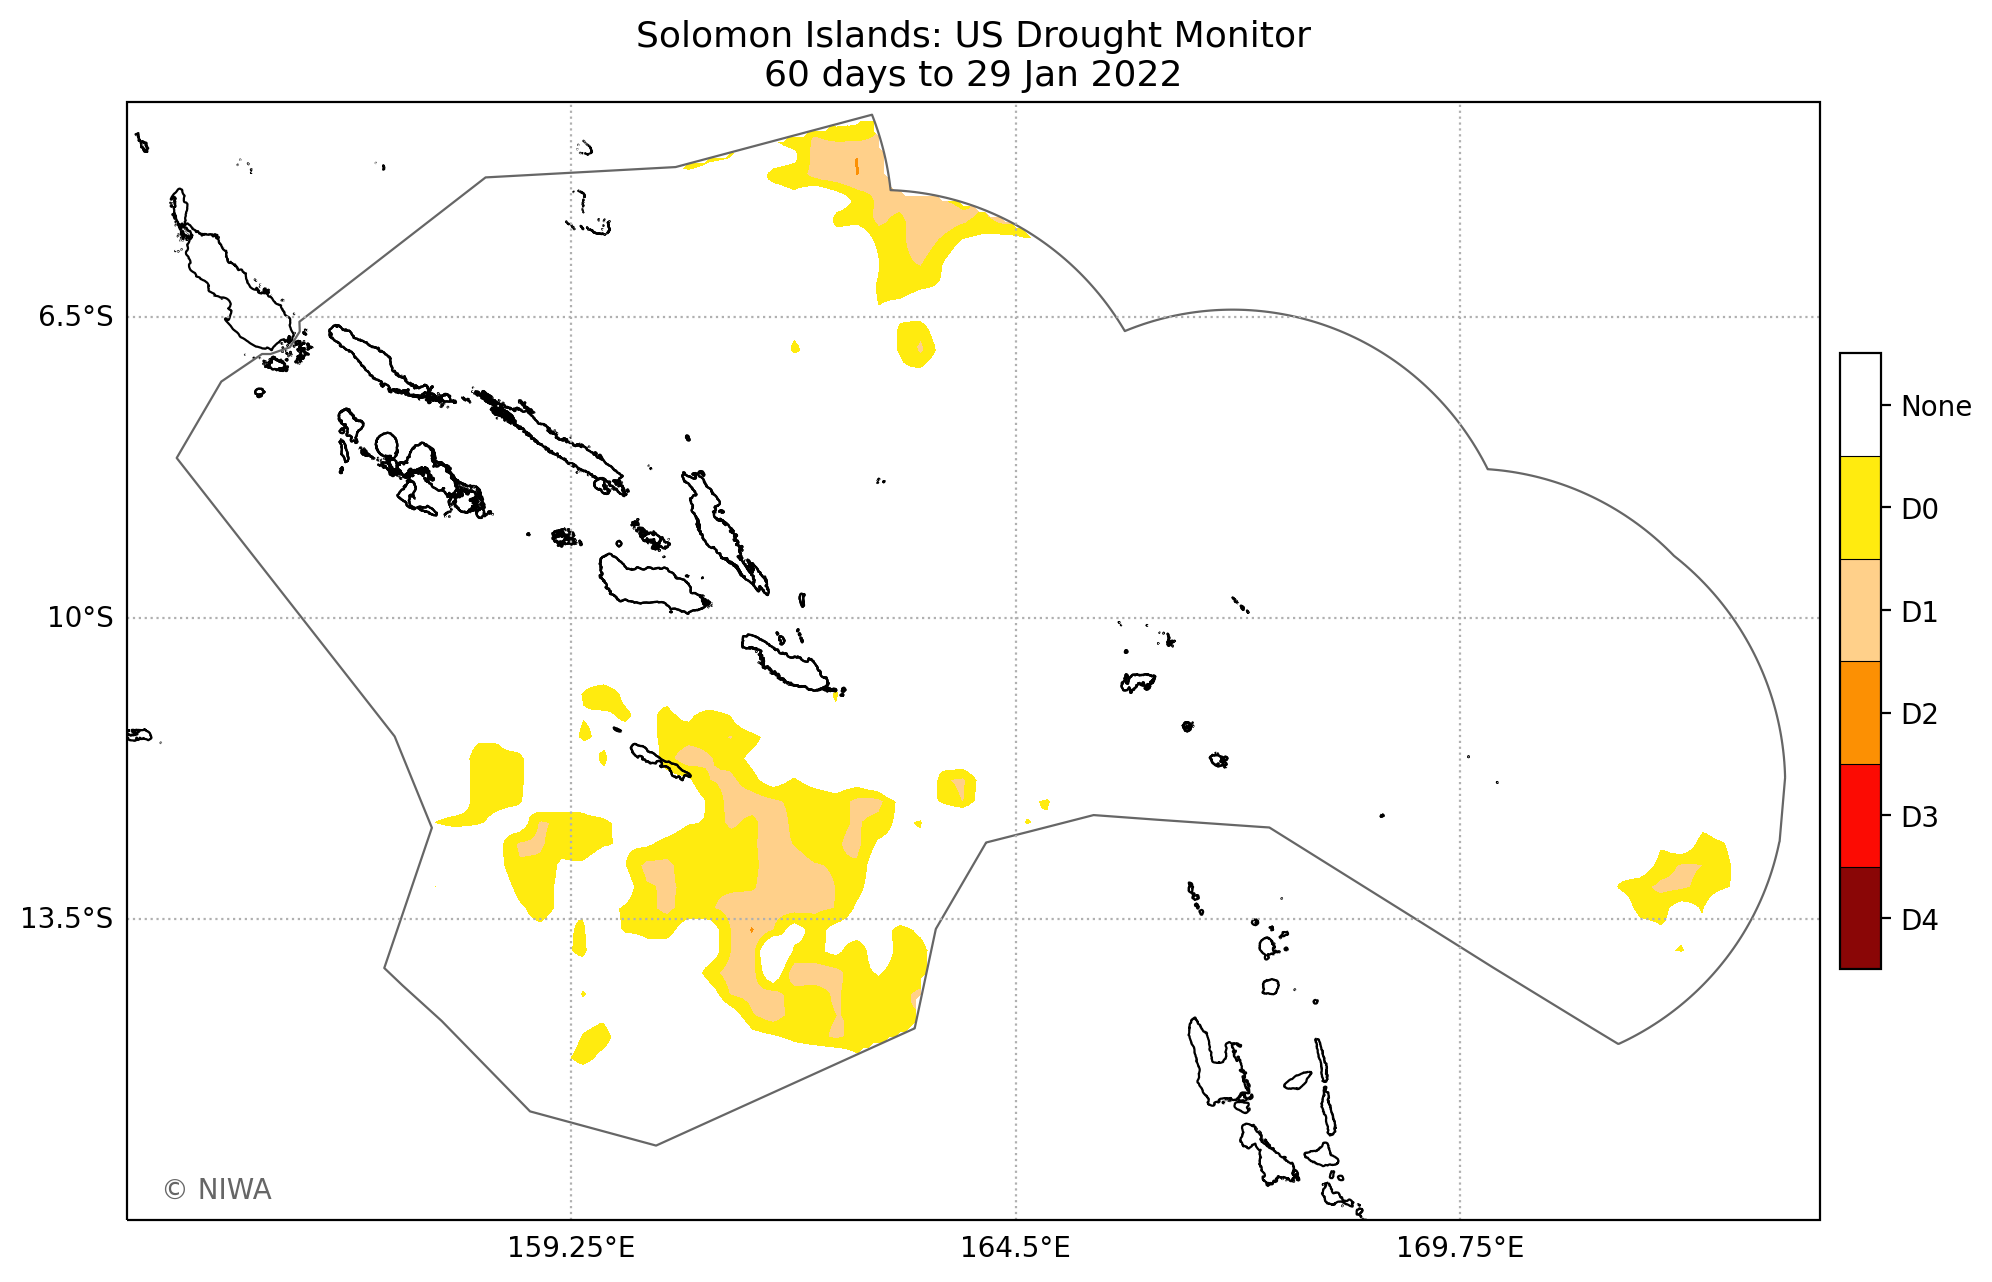 Solomon Islands: US Drought Monitor
60 days to 29 Jan 2022
6.5°S
10°S
13.5°S
159.25°E
164.5°E
169.75°E
None
D0
D1
D2
D3
D4
© NIWA